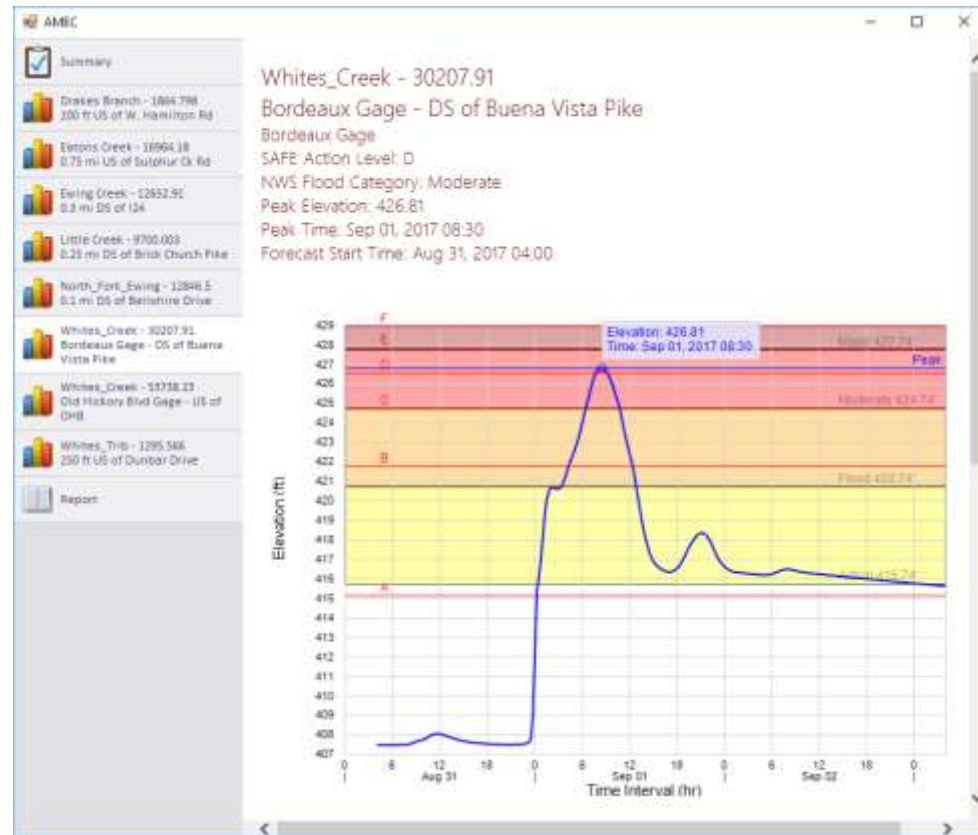 AMEC
Summary
Drakes Branch - 1864.798
100 ft US of W. Hamilton Rd
Eatons Creek - 16964.18
0.75 mi US of Sulphur Ck Rd
Ewing Creek - 12652.91
0.3 mi DS of I24
Little Creek - 9700.003
0.25 mi DS of Brick Church Pike
North_Fork_Ewing - 12846.5
0.1 mi DS of Bellshire Drive
Whites_Creek - 30207.91
Bordeaux Gage - DS of Buena
Vista Pike
Whites_Creek - 53758.23
Old Hickory Blvd Gage - US of
OHB
Whites_Trib - 1295.566
250 ft US of Dunbar Drive
Report
Whites_Creek - 30207.91
Bordeaux Gage - DS of Buena Vista Pike
Bordeaux Gage
SAFE Action Level: D
NWS Flood Category: Moderate
Peak Elevation: 426.81
Peak Time: Sep 01, 2017 08:30
Forecast Start Time: Aug 31, 2017 04:00
Elevation (ft)
429
428
427
426
425
424
423
422
421
420
419
418
417
416
415
414
413
412
411
410
409
408
407
F
E
D
C
B
A
Elevation: 426.81
Time: Sep 01, 2017 08:30
Major 427.74'
Peak
Moderate 424.74'
Flood 420.74'
415.74'
0 6 12 18 0 6 12 18 0 6 12 18 0
Aug 31 Sep 01 Sep 02
Time Interval (hr)